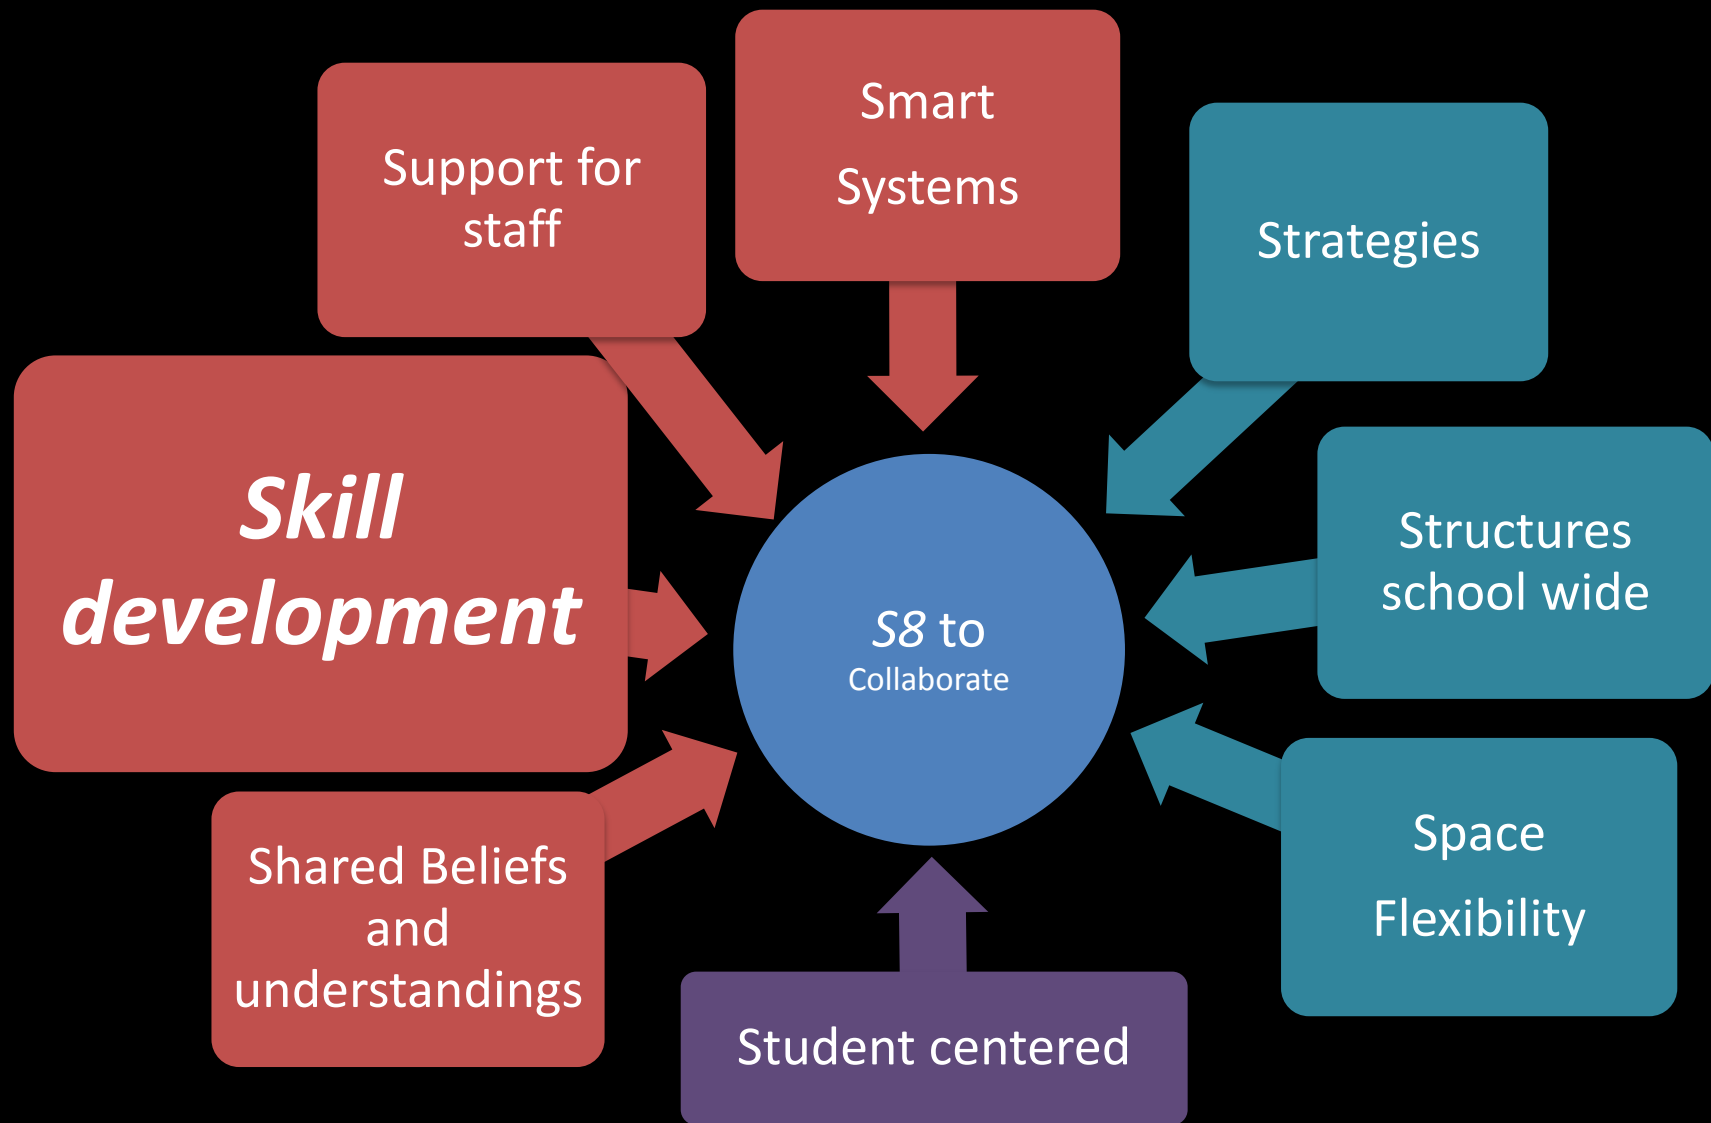 Smart
Systems
Support for
staff
Strategies
Skill
development
Structures
school wide
S8 to
Collaborate
Shared Beliefs
and
understandings
Space
Flexibility
Student centered